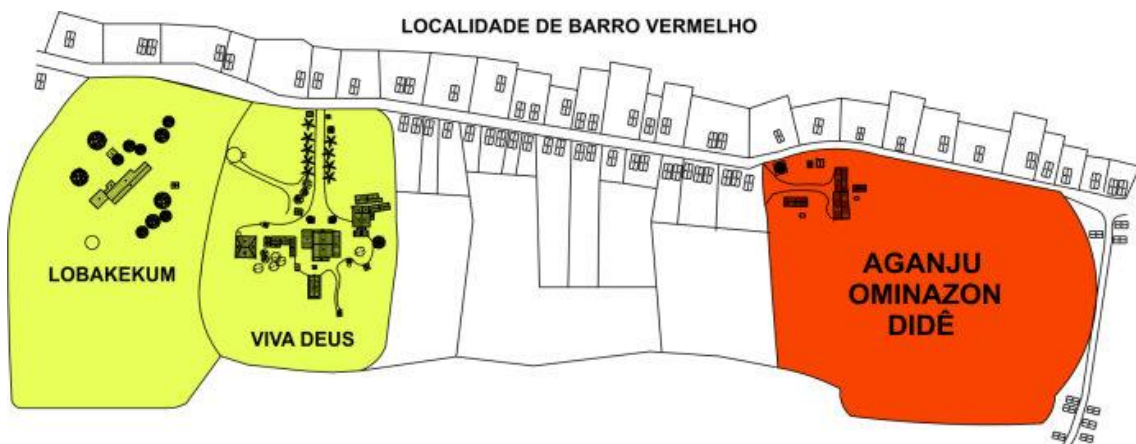 LOCALIDADE DE BARRO VERMELHO
LOBAKEKUM
VIVA DEUS
AGANJU
OMINAZON
DIDÊ